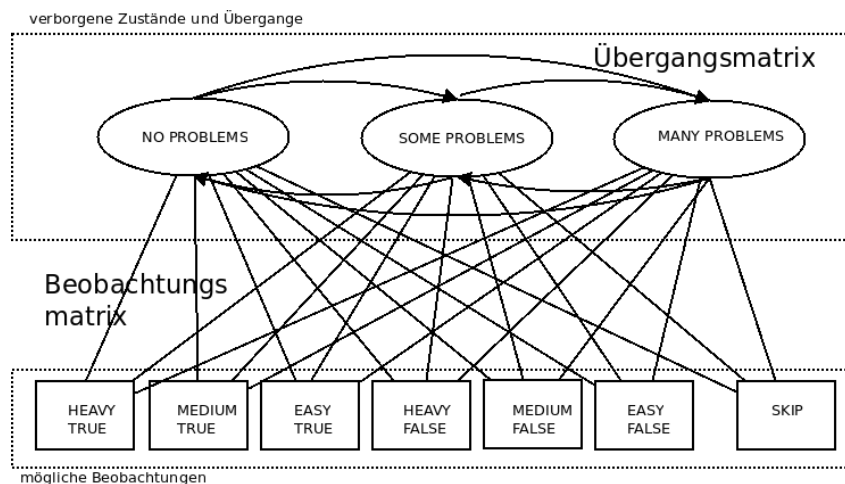 verborgene Zustände und Übergange
Übergangsmatrix
NO PROBLEMS
SOME PROBLEMS
MANY PROBLEMS
Beobachtungs
matrix
HEAVY
TRUE
MEDIUM
TRUE
EASY
TRUE
HEAVY
FALSE
MEDIUM
FALSE
EASY
FALSE
SKIP
mögliche Beobachtungen